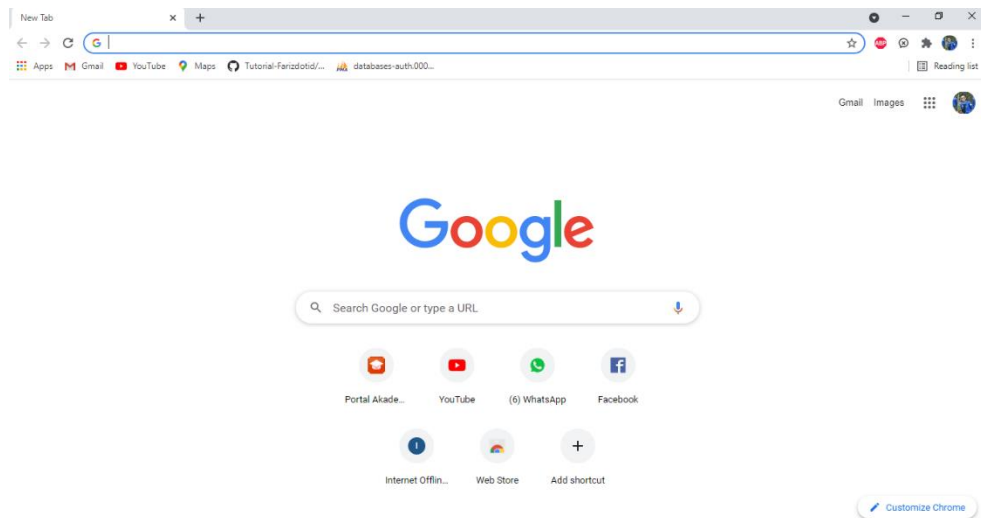 New Tab
G
ABP
Apps Gmail YouTube Maps Tutorial-Farizdotid/... databases-auth.000... Reading list
Gmail Images
Google
Search Google or type a URL
Portal Akade... YouTube (6) WhatsApp Facebook
Internet Offlin... Web Store Add shortcut
Customize Chrome